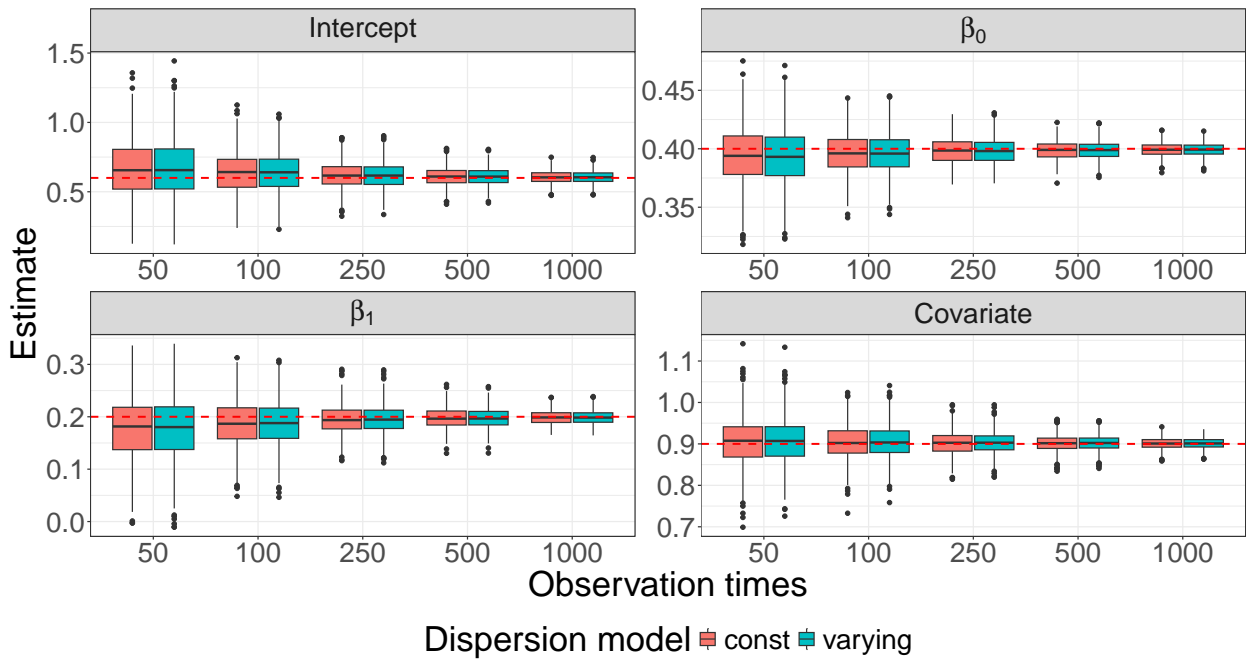 Intercept
β₀
1.5
1.0
0.5
0.45
0.40
0.35
50 100 250 500 1000
50 100 250 500 1000
Estimate
β₁
Covariate
0.3
0.2
0.1
0.0
1.1
1.0
0.9
0.8
0.7
50 100 250 500 1000
50 100 250 500 1000
Observation times
Dispersion model const varying